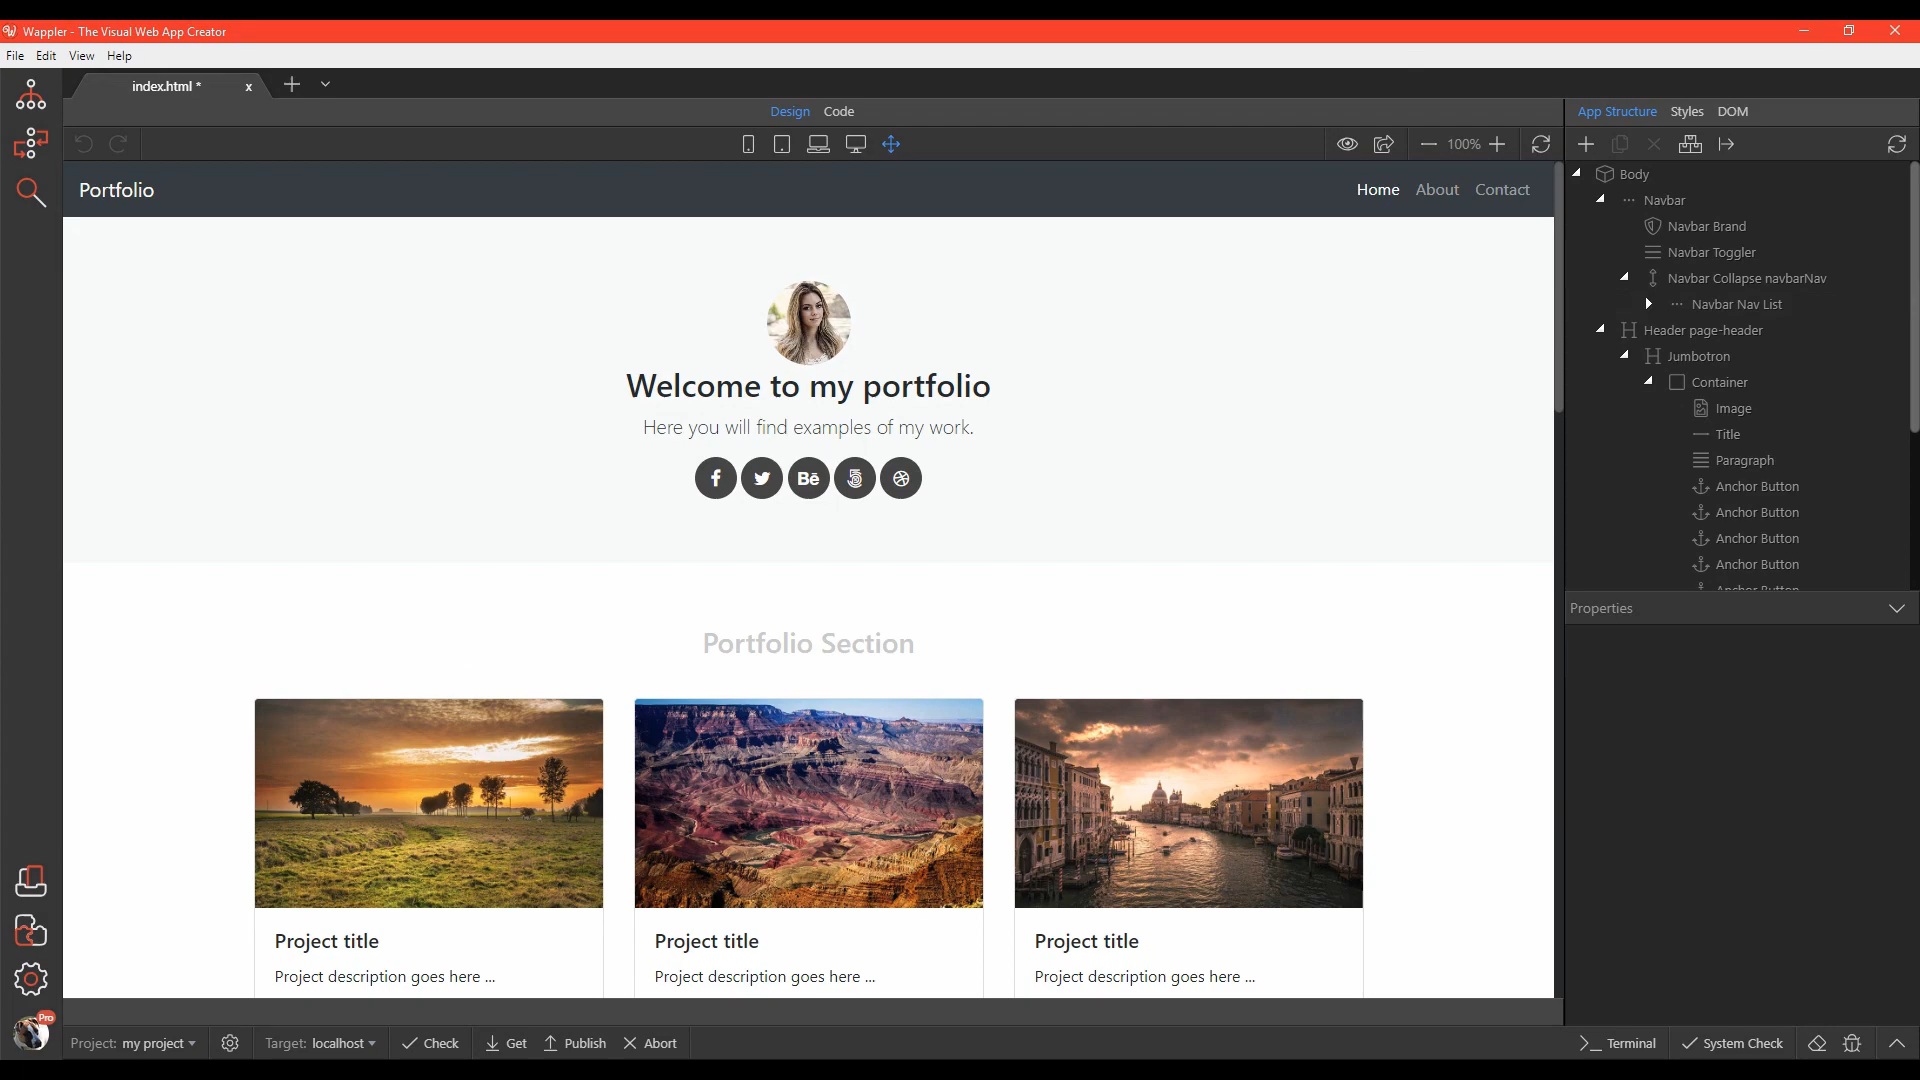 Wappler - The Visual Web App Creator
File Edit View Help
index.html * x
Design Code
App Structure Styles DOM
100%
Portfolio
Home About Contact
Welcome to my portfolio
Here you will find examples of my work.
Bē
Portfolio Section
Project title
Project description goes here ...
Project title
Project description goes here ...
Project title
Project description goes here ...
Body
Navbar
Navbar Brand
Navbar Toggler
Navbar Collapse navbarNav
Navbar Nav List
Header page-header
Jumbotron
Container
Image
Title
Paragraph
Anchor Button
Anchor Button
Anchor Button
Anchor Button
Anchor Button
Properties
Pro
Project: my project
Target: localhost
Check
Get
Publish
Abort
Terminal
System Check